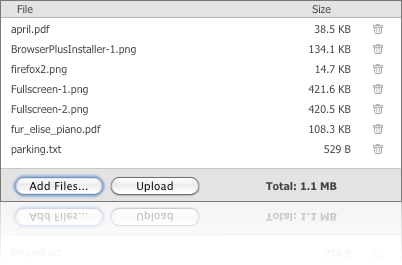 File Size
april.pdf 38.5 KB
BrowserPlusInstaller-1.png 134.1 KB
firefox2.png 14.7 KB
Fullscreen-1.png 421.6 KB
Fullscreen-2.png 420.5 KB
fur_elise_piano.pdf 108.3 KB
parking.txt 529 B
Add Files... Upload Total: 1.1 MB